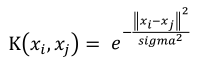 K(xᵢ, xⱼ) = e^(-‖xᵢ-xⱼ‖²/sigma²)